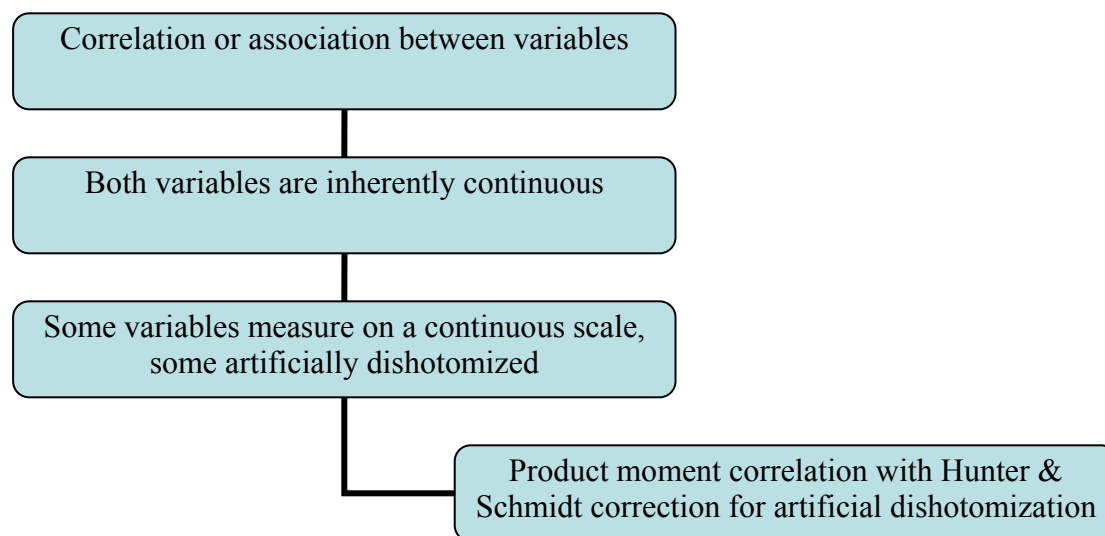 Correlation or association between variables
Both variables are inherently continuous
Some variables measure on a continuous scale,
some artificially dishotomized
Product moment correlation with Hunter &
Schmidt correction for artificial dishotomization